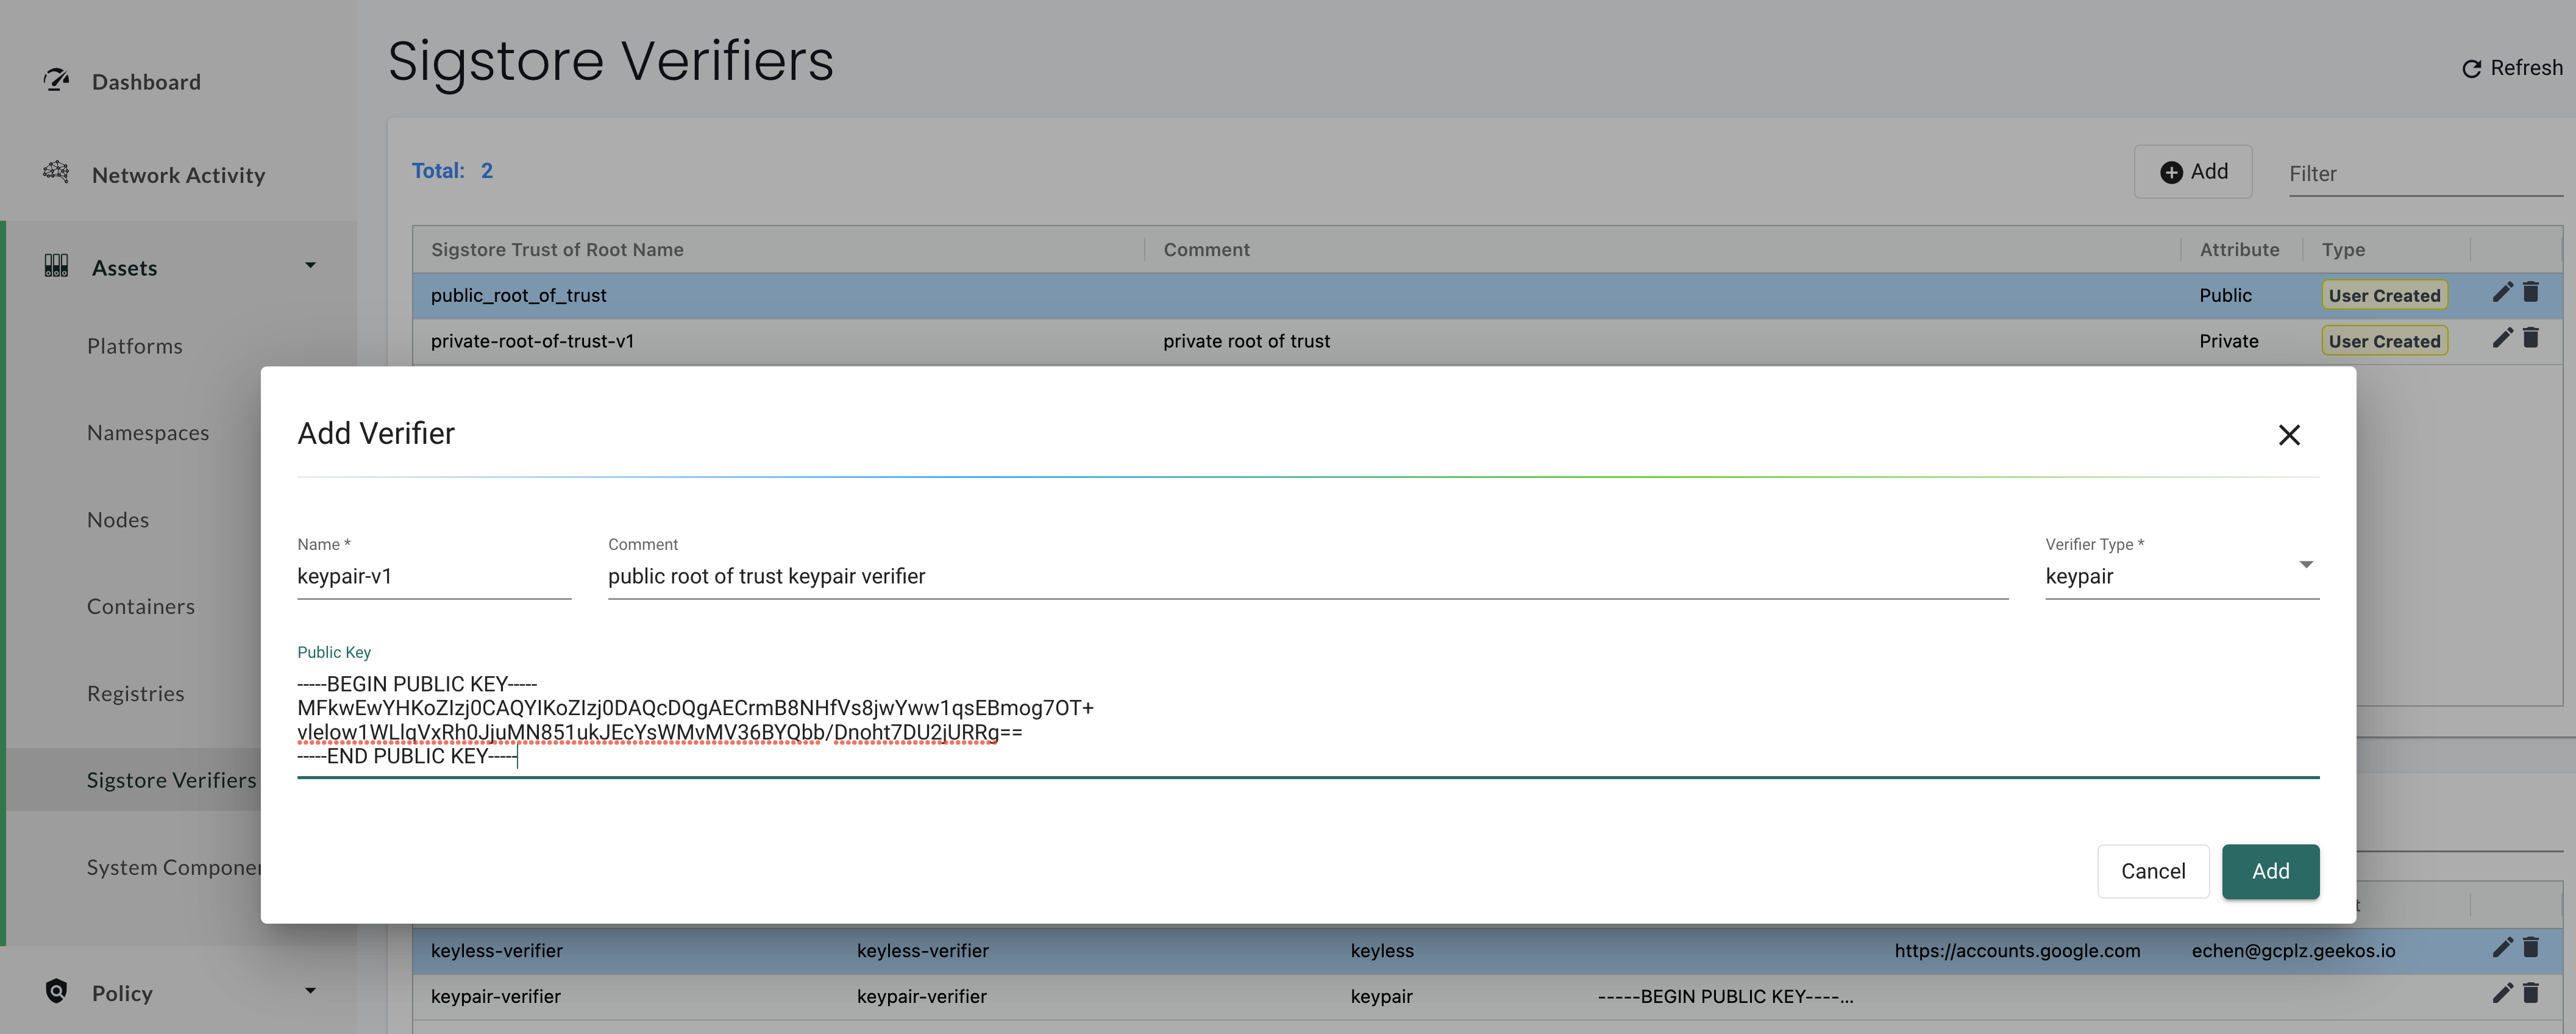 Dashboard
Network Activity
Assets
Platforms
Namespaces
Nodes
Containers
Registries
Sigstore Verifiers
System Compone
Policy
Sigstore Verifiers
Refresh
Total: 2
Add
Filter
Sigstore Trust of Root Name Comment Attribute Type
public_root_of_trust Public User Created
private-root-of-trust-v1 private root of trust Private User Created
Add Verifier
Name * Comment Verifier Type *
keypair-v1 public root of trust keypair verifier keypair
Public Key
-----BEGIN PUBLIC KEY-----
MFkwEwYHKoZIzj0CAQYIKoZIzj0DAQcDQgAECrmB8NHfVs8jwYww1qsEBmog7OT+
vlelow1WLlqVxRh0JjuMN851ukJEcYsWMvMV36BYQbb/Dnoht7DU2jURRg==
-----END PUBLIC KEY-----
Cancel Add
keyless-verifier keyless-verifier keyless https://accounts.google.com echen@gcplz.geekos.io
keypair-verifier keypair-verifier keypair -----BEGIN PUBLIC KEY----...